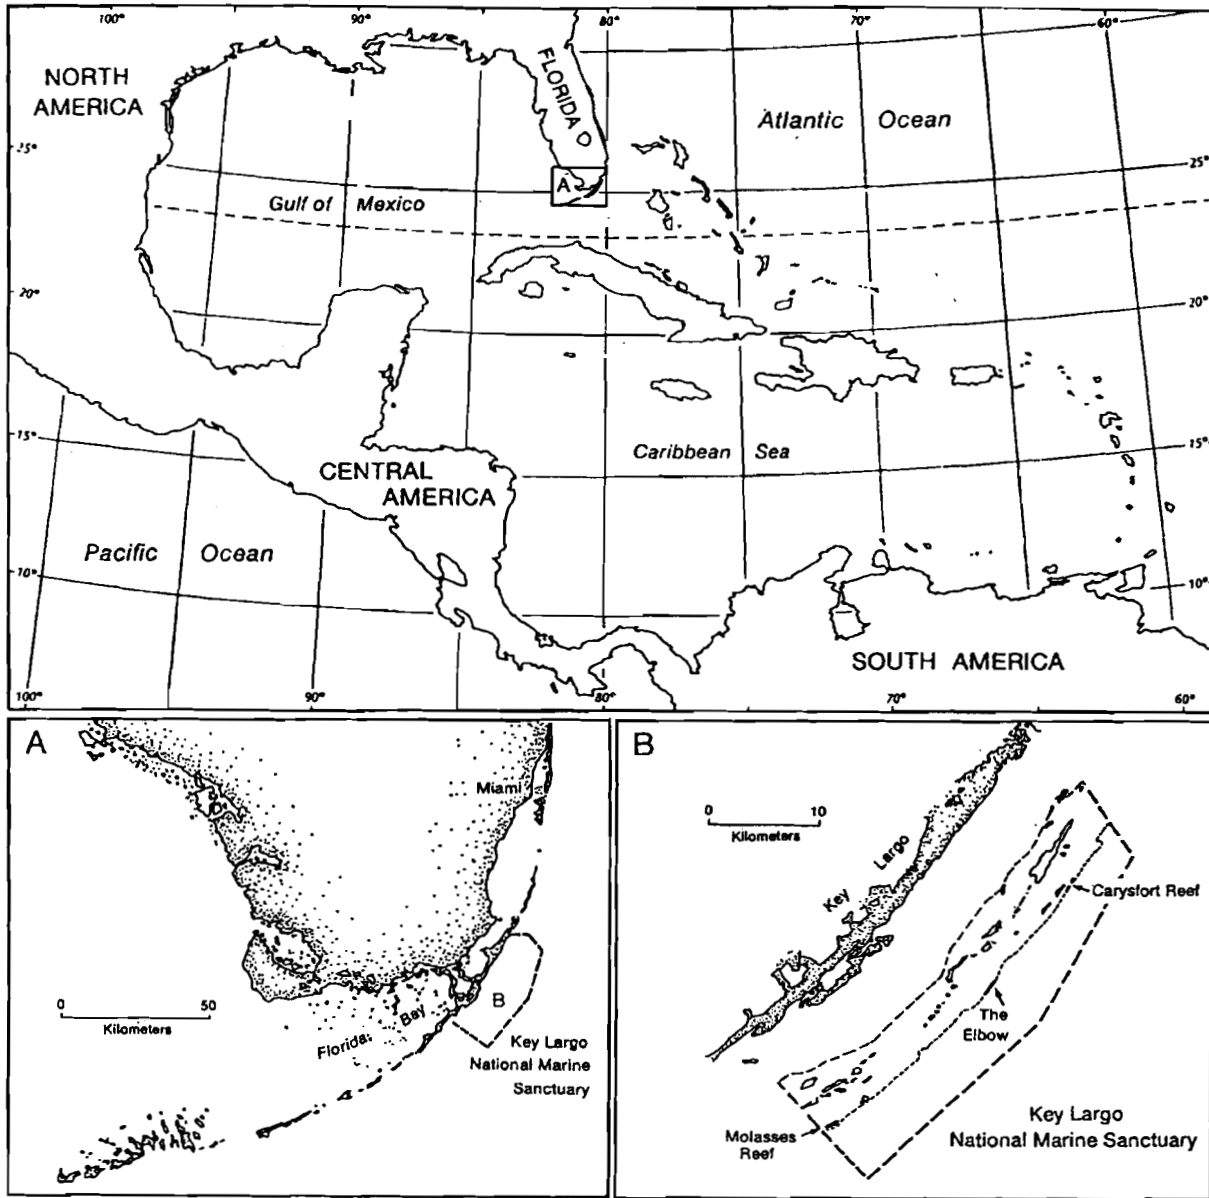 100°
90°
80°
70°
60°
NORTH
AMERICA
FLORIDA
Atlantic Ocean
25°
25°
A
Gulf of Mexico
20°
20°
15°
15°
Caribbean Sea
CENTRAL
AMERICA
Pacific Ocean
10°
10°
SOUTH AMERICA
100°
90°
70°
60°
A
Miami
0 50
Kilometers
Florida Bay
B
Key Largo
National Marine
Sanctuary
B
0 10
Kilometers
Key Largo
Carysfort Reef
The
Elbow
Molasses
Reef
Key Largo
National Marine Sanctuary